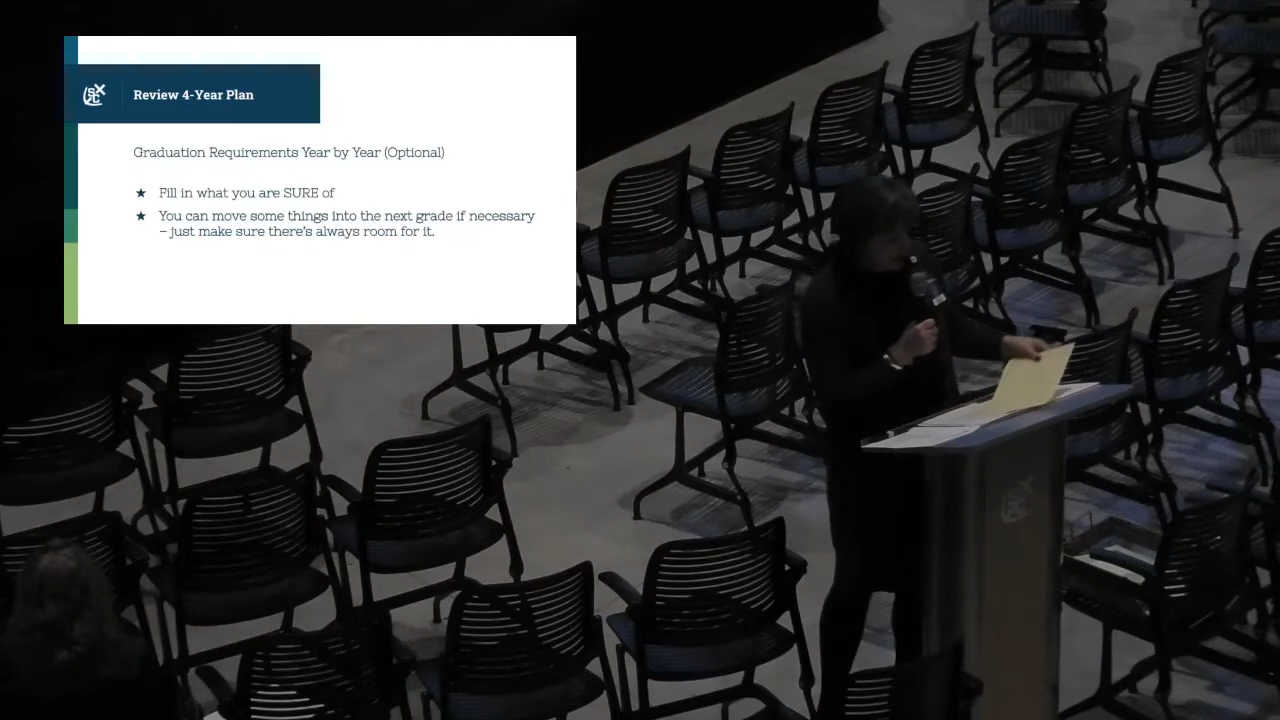 Review 4-Year Plan
Graduation Requirements Year by Year (Optional)
★ Fill in what you are SURE of
★ You can move some things into the next grade if necessary
– just make sure there's always room for it.